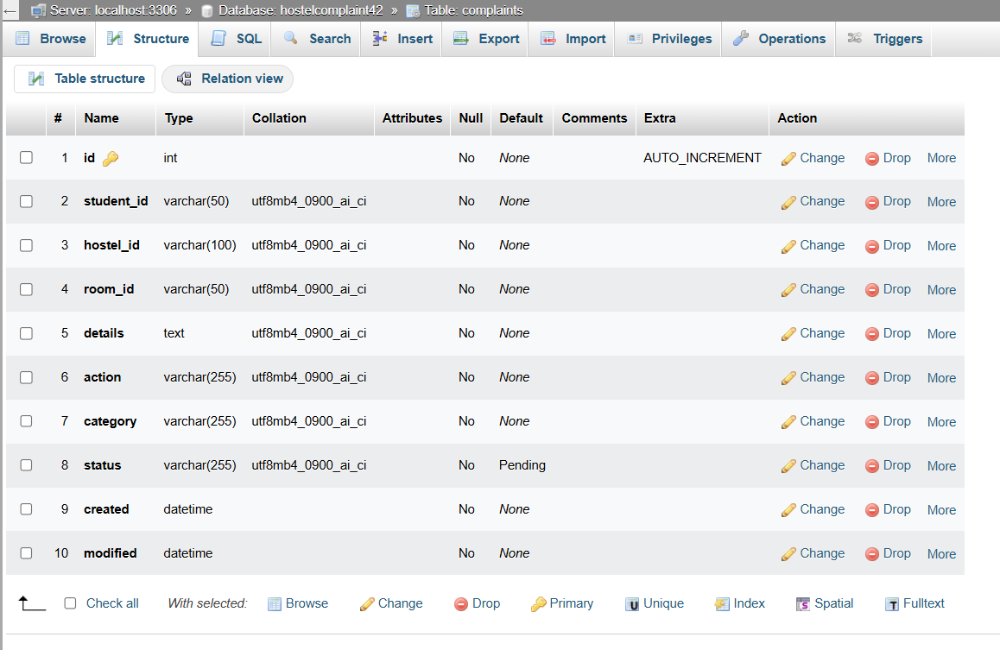 Server: localhost:3306 » Database: hostelcomplaint42 » Table: complaints
Browse Structure SQL Search Insert Export Import Privileges Operations Triggers
Table structure Relation view
# Name Type Collation Attributes Null Default Comments Extra Action
1 id int No None AUTO_INCREMENT Change Drop More
2 student_id varchar(50) utf8mb4_0900_ai_ci No None Change Drop More
3 hostel_id varchar(100) utf8mb4_0900_ai_ci No None Change Drop More
4 room_id varchar(50) utf8mb4_0900_ai_ci No None Change Drop More
5 details text utf8mb4_0900_ai_ci No None Change Drop More
6 action varchar(255) utf8mb4_0900_ai_ci No None Change Drop More
7 category varchar(255) utf8mb4_0900_ai_ci No None Change Drop More
8 status varchar(255) utf8mb4_0900_ai_ci No Pending Change Drop More
9 created datetime No None Change Drop More
10 modified datetime No None Change Drop More
Check all With selected: Browse Change Drop Primary U Unique Index S Spatial T Fulltext